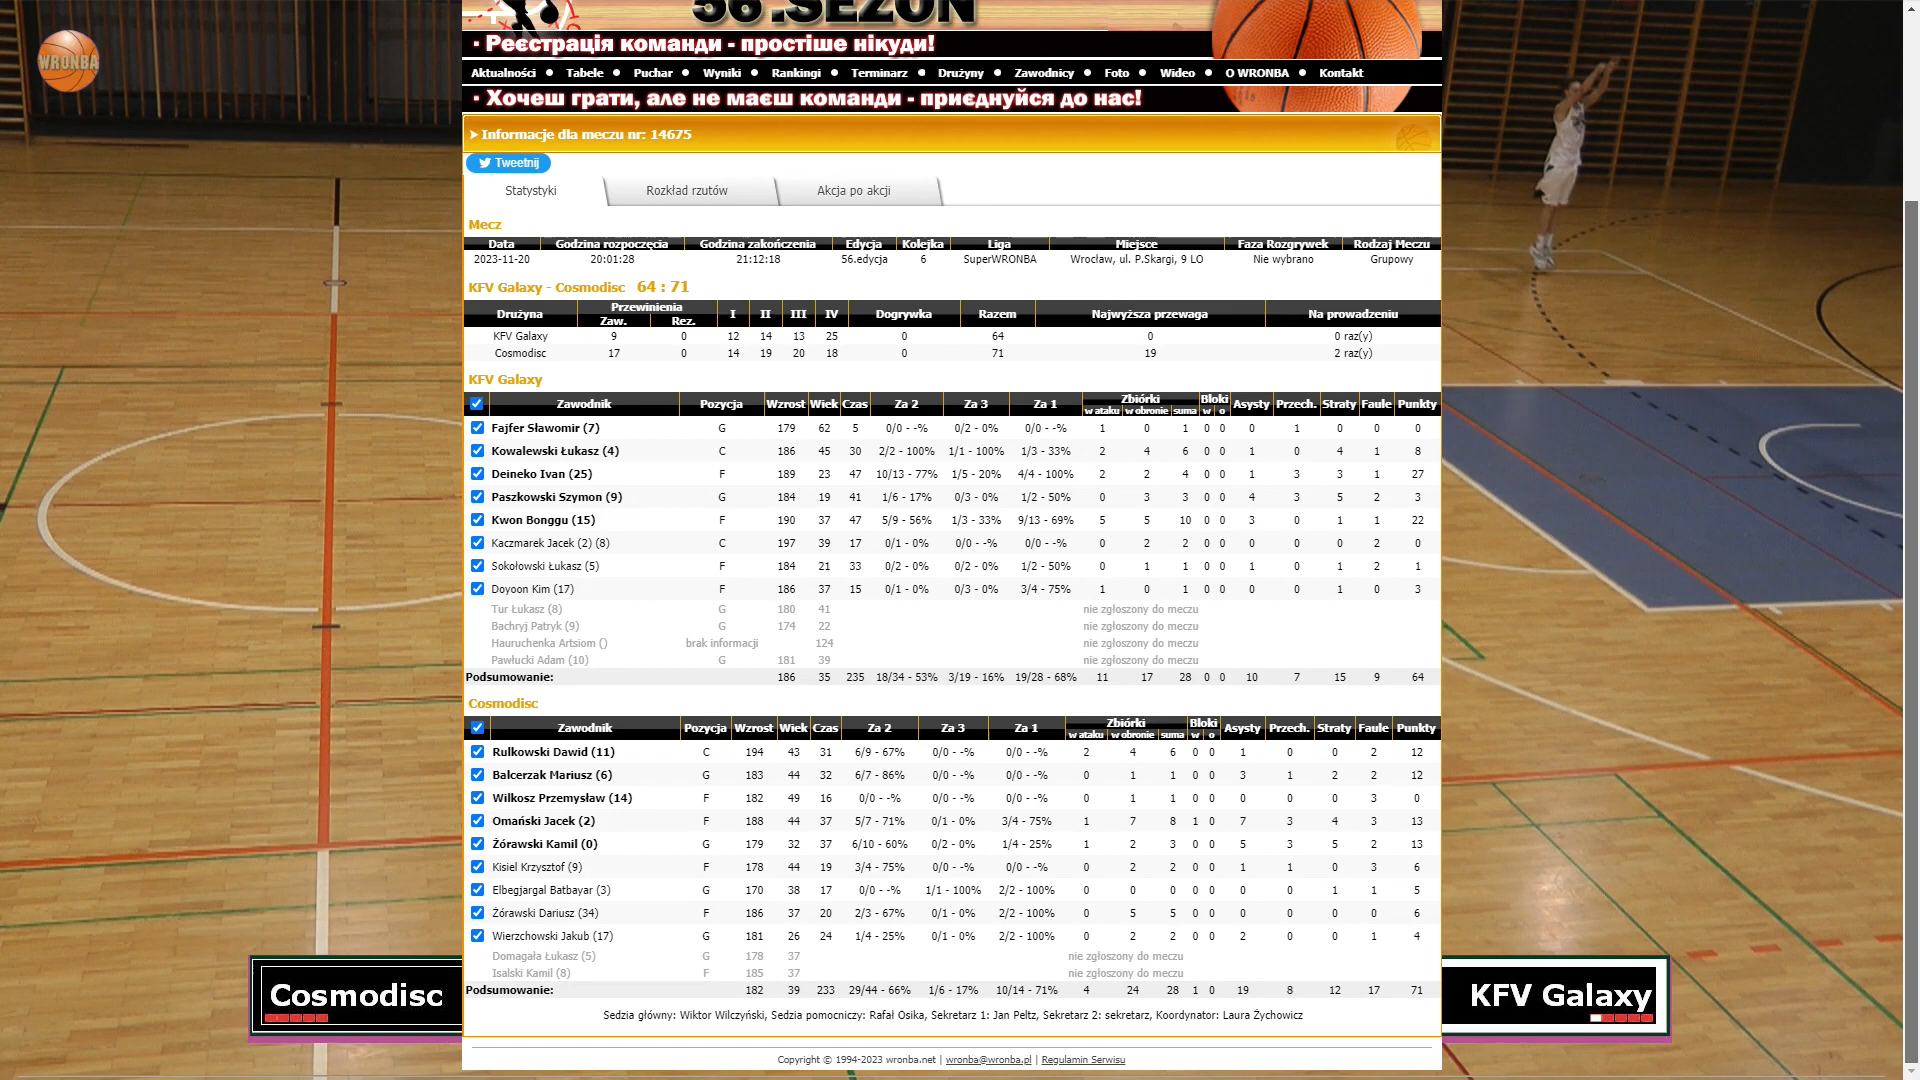 56.SEZON
· Реєстрація команди - простіше нікуди!
WRONBA
Aktualności • Tabele • Puchar • Wyniki • Rankingi • Terminarz • Drużyny • Zawodnicy • Foto • Wideo • O WRONBA • Kontakt
· Хочеш грати, але не маєш команди - приєднуйся до нас!
Informacje dla meczu nr: 14675
Tweetnij
Statystyki Rozkład rzutów Akcja po akcji
Mecz
Data Godzina rozpoczęcia Godzina zakończenia Edycja Kolejka Liga Miejsce Faza Rozgrywek Rodzaj Meczu
2023-11-20 20:01:28 21:12:18 56.edycja 6 SuperWRONBA Wrocław, ul. P.Skargi, 9 LO Nie wybrano Grupowy
KFV Galaxy - Cosmodisc 64 : 71
Drużyna Przewinienia I II III IV Dogrywka Razem Najwyższa przewaga Na prowadzeniu
Zaw. Rez.
KFV Galaxy 9 0 12 14 13 25 0 64 0 0 raz(y)
Cosmodisc 17 0 14 19 20 18 0 71 19 2 raz(y)
KFV Galaxy
Zawodnik Pozycja Wzrost Wiek Czas Za 2 Za 3 Za 1 Zbiórki Bloki Asysty Przech. Straty Faule Punkty
w ataku w obronie suma w o
Fajfer Sławomir (7) G 179 62 5 0/0 - -% 0/2 - 0% 0/0 - -% 1 0 1 0 0 0 1 0 0 0
Kowalewski Łukasz (4) C 186 45 30 2/2 - 100% 1/1 - 100% 1/3 - 33% 2 4 6 0 0 1 0 4 1 8
Deineko Ivan (25) F 189 23 47 10/13 - 77% 1/5 - 20% 4/4 - 100% 2 2 4 0 0 1 3 3 1 27
Paszkowski Szymon (9) G 184 19 41 1/6 - 17% 0/3 - 0% 1/2 - 50% 0 3 3 0 0 4 3 5 2 3
Kwon Bonggu (15) F 190 37 47 5/9 - 56% 1/3 - 33% 9/13 - 69% 5 5 10 0 0 3 0 1 1 22
Kaczmarek Jacek (2) (8) C 197 39 17 0/1 - 0% 0/0 - -% 0/0 - -% 0 2 2 0 0 0 0 0 2 0
Sokołowski Łukasz (5) F 184 21 33 0/2 - 0% 0/2 - 0% 1/2 - 50% 0 1 1 0 0 1 0 1 2 1
Doyoon Kim (17) F 186 37 15 0/1 - 0% 0/3 - 0% 3/4 - 75% 1 0 1 0 0 0 0 1 0 3
Tur Łukasz (8) G 180 41 nie zgłoszony do meczu
Bachryj Patryk (9) G 174 22 nie zgłoszony do meczu
Hauruchenka Artsiom () brak informacji 124 nie zgłoszony do meczu
Pawłucki Adam (10) G 181 39 nie zgłoszony do meczu
Podsumowanie: 186 35 235 18/34 - 53% 3/19 - 16% 19/28 - 68% 11 17 28 0 0 10 7 15 9 64
Cosmodisc
Zawodnik Pozycja Wzrost Wiek Czas Za 2 Za 3 Za 1 Zbiórki Bloki Asysty Przech. Straty Faule Punkty
w ataku w obronie suma w o
Rulkowski Dawid (11) C 194 43 31 6/9 - 67% 0/0 - -% 0/0 - -% 2 4 6 0 0 1 0 0 2 12
Balcerzak Mariusz (6) G 183 44 32 6/7 - 86% 0/0 - -% 0/0 - -% 0 1 1 0 0 3 1 2 2 12
Wilkosz Przemysław (14) F 182 49 16 0/0 - -% 0/0 - -% 0/0 - -% 0 1 1 0 0 0 0 0 3 0
Omański Jacek (2) F 188 44 37 5/7 - 71% 0/1 - 0% 3/4 - 75% 1 7 8 1 0 7 3 4 3 13
Żórawski Kamil (0) G 179 32 37 6/10 - 60% 0/2 - 0% 1/4 - 25% 1 2 3 0 0 5 3 5 2 13
Kisiel Krzysztof (9) F 178 44 19 3/4 - 75% 0/0 - -% 0/0 - -% 0 2 2 0 0 1 1 0 3 6
Elbegjargal Batbayar (3) G 170 38 17 0/0 - -% 1/1 - 100% 2/2 - 100% 0 0 0 0 0 0 0 1 1 5
Żórawski Dariusz (34) F 186 37 20 2/3 - 67% 0/1 - 0% 2/2 - 100% 0 5 5 0 0 0 0 0 0 6
Wierzchowski Jakub (17) G 181 26 24 1/4 - 25% 0/1 - 0% 2/2 - 100% 0 2 2 0 0 2 0 0 1 4
Domagała Łukasz (5) G 178 37 nie zgłoszony do meczu
Isalski Kamil (8) F 185 37 nie zgłoszony do meczu
Podsumowanie: 182 39 233 29/44 - 66% 1/6 - 17% 10/14 - 71% 4 24 28 1 0 19 8 12 17 71
Cosmodisc
KFV Galaxy
Sedzia główny: Wiktor Wilczyński, Sedzia pomocniczy: Rafał Osika, Sekretarz 1: Jan Peltz, Sekretarz 2: sekretarz, Koordynator: Laura Żychowicz
Copyright © 1994-2023 wronba.net | wronba@wronba.pl | Regulamin Serwisu